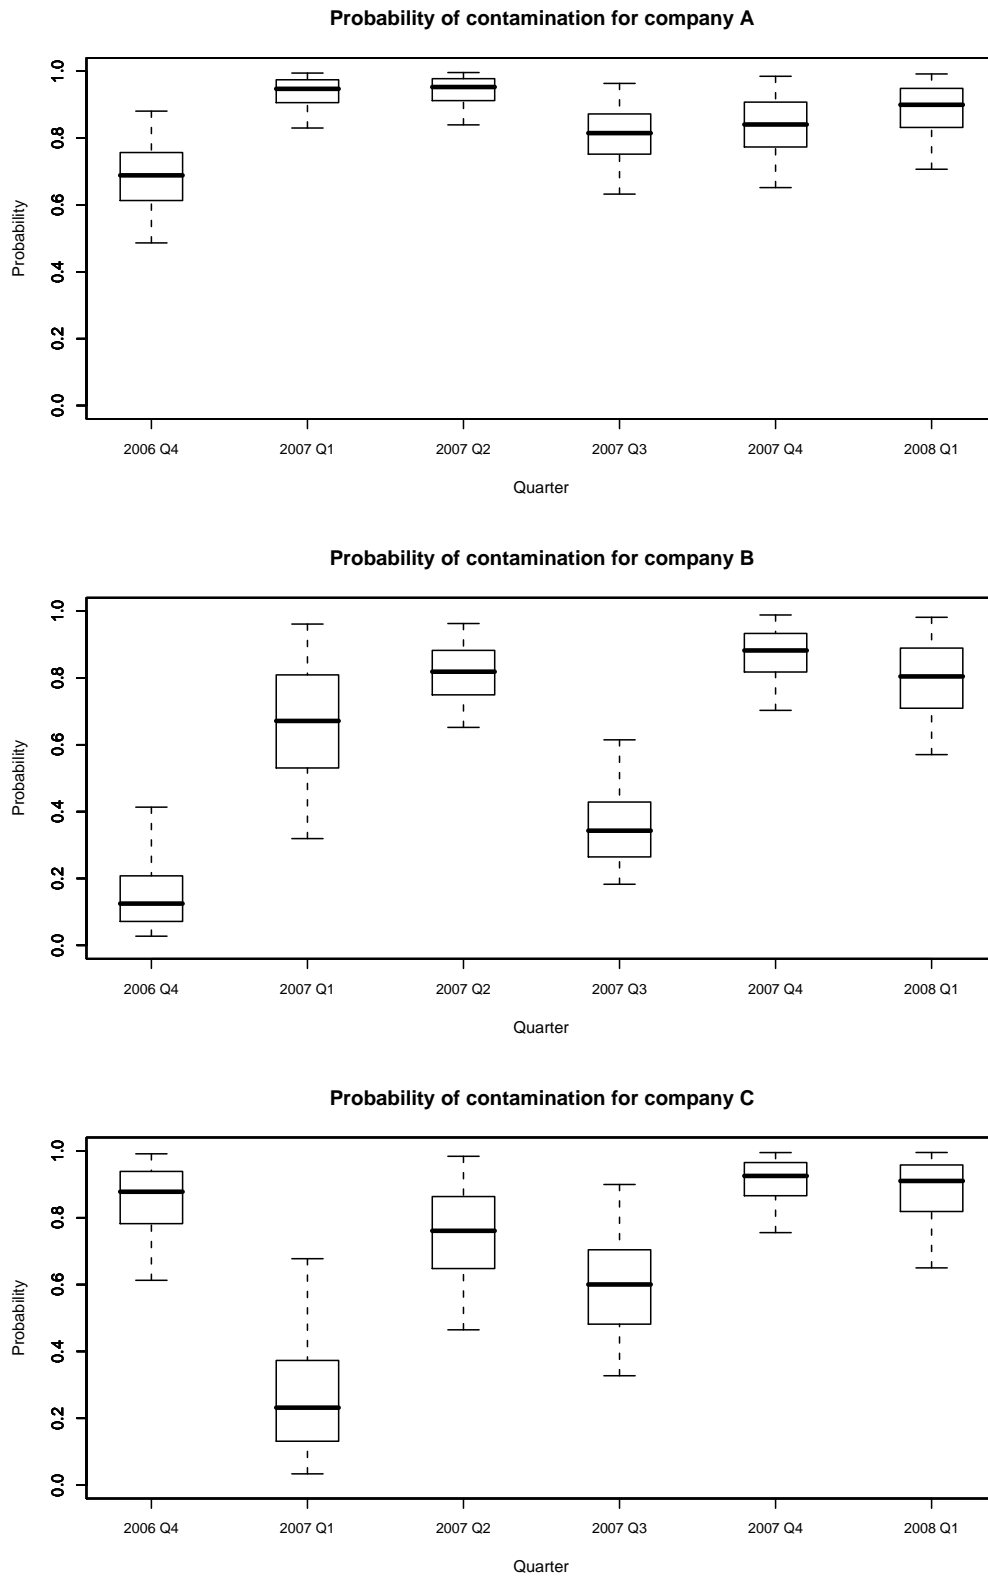 Probability of contamination for company A
1.0
0.8
0.6
0.4
0.2
0.0
Probability
2006 Q4 2007 Q1 2007 Q2 2007 Q3 2007 Q4 2008 Q1
Quarter
Probability of contamination for company B
1.0
0.8
0.6
0.4
0.2
0.0
Probability
2006 Q4 2007 Q1 2007 Q2 2007 Q3 2007 Q4 2008 Q1
Quarter
Probability of contamination for company C
1.0
0.8
0.6
0.4
0.2
0.0
Probability
2006 Q4 2007 Q1 2007 Q2 2007 Q3 2007 Q4 2008 Q1
Quarter